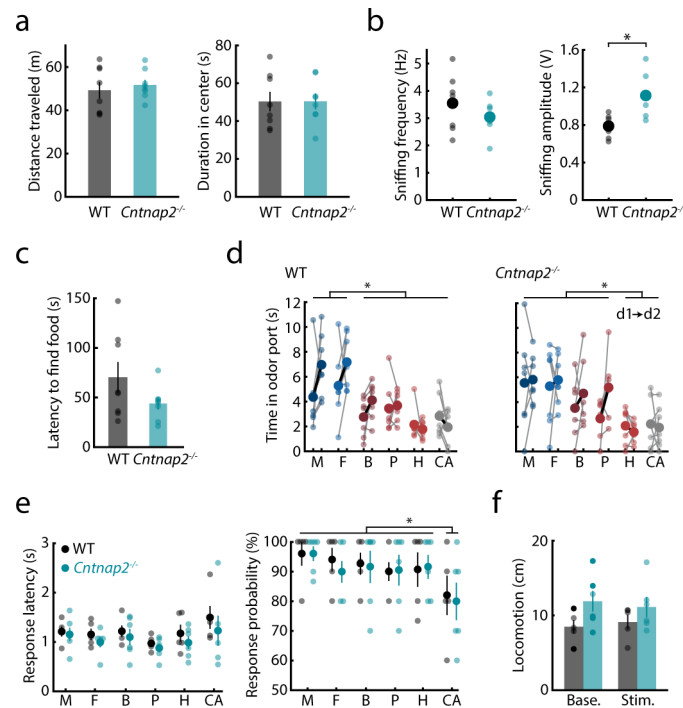 a
Distance traveled (m)
60
40
20
0
WT Cntnap2-/-
Duration in center (s)
80
60
40
20
0
WT Cntnap2-/-
b
Sniffing frequency (Hz)
6
5
4
3
2
1
0
WT Cntnap2-/-
Sniffing amplitude (V)
1.6
1.2
0.8
0.4
0
*
WT Cntnap2-/-
c
Latency to find food (s)
150
100
50
0
WT Cntnap2-/-
d
WT
*
Time in odor port (s)
12
10
8
6
4
2
0
M F B P H CA
Cntnap2-/-
*
d1→d2
M F B P H CA
e
Response latency (s)
3
2
1
0
WT
Cntnap2-/-
M F B P H CA
Response probability (%)
*
100
90
80
70
60
50
M F B P H CA
f
Locomotion (cm)
20
10
0
Base. Stim.